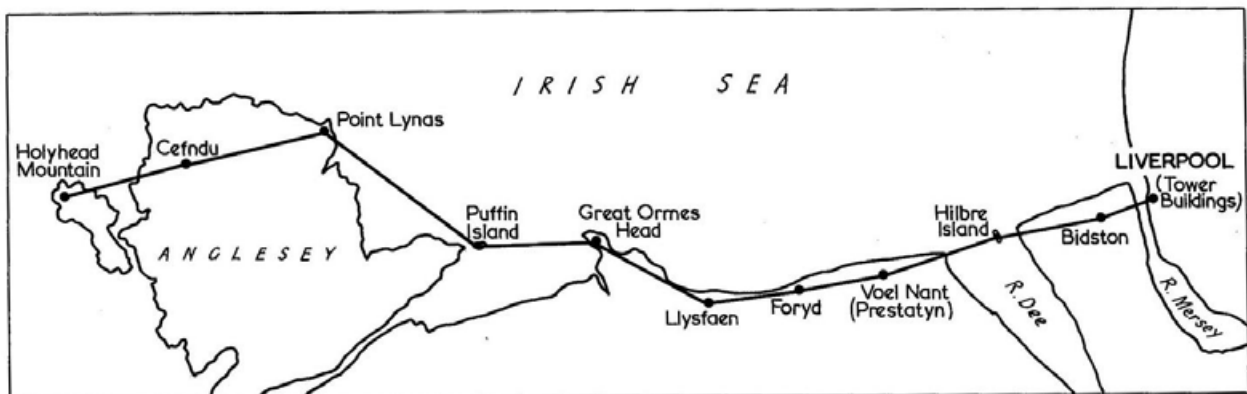 IRISH SEA
Point Lynas
Cefndu
Holyhead
Mountain
ANGLESEY
Puffin
Island
Great Ormes
Head
Llysfaen
Foryd
Voel Nant
(Prestatyn)
Hilbre
Island
R. Dee
Bidston
LIVERPOOL
(Tower
Buildings)
R. Mersey